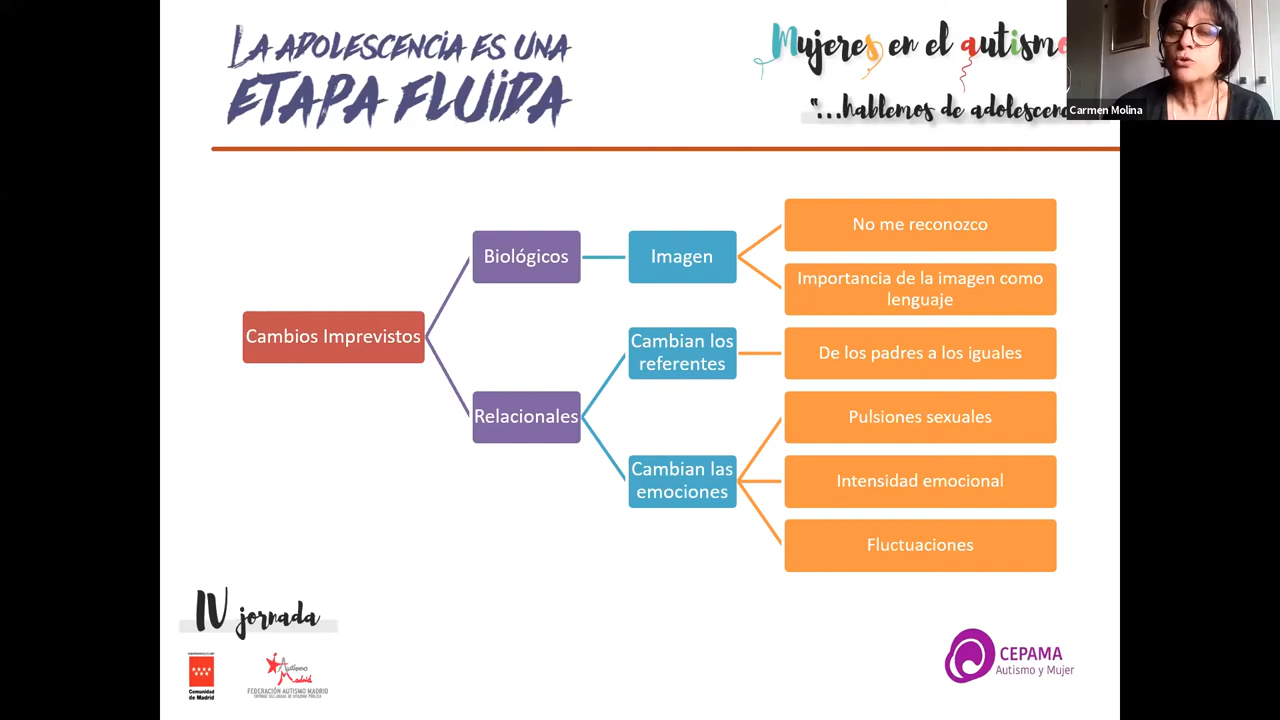 LA ADOLESCENCIA ES UNA
ETAPA FLUIDA
Mujeres en el autismo
"...hablemos de adolescen
Carmen Molina
Cambios Imprevistos
Biológicos
Imagen
No me reconozco
Importancia de la imagen como
lenguaje
Relacionales
Cambian los
referentes
De los padres a los iguales
Cambian las
emociones
Pulsiones sexuales
Intensidad emocional
Fluctuaciones
IV jornada
Comunidad
de Madrid
Autismo
Madrid
FEDERACIÓN AUTISMO MADRID
CEPAMA
Autismo y Mujer